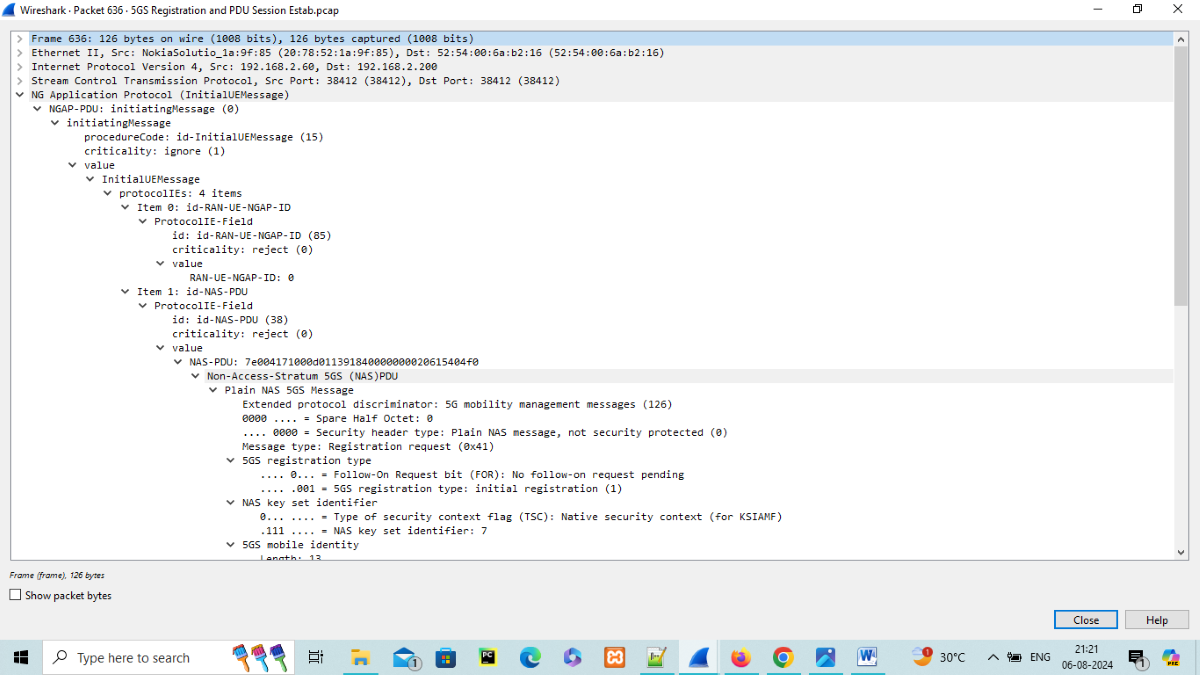 Wireshark · Packet 636 · 5GS Registration and PDU Session Estab.pcap
Frame 636: 126 bytes on wire (1008 bits), 126 bytes captured (1008 bits)
Ethernet II, Src: NokiaSolutio_1a:9f:85 (20:78:52:1a:9f:85), Dst: 52:54:00:6a:b2:16 (52:54:00:6a:b2:16)
Internet Protocol Version 4, Src: 192.168.2.60, Dst: 192.168.2.200
Stream Control Transmission Protocol, Src Port: 38412 (38412), Dst Port: 38412 (38412)
NG Application Protocol (InitialUEMessage)
NGAP-PDU: initiatingMessage (0)
initiatingMessage
procedureCode: id-InitialUEMessage (15)
criticality: ignore (1)
value
InitialUEMessage
protocolIEs: 4 items
Item 0: id-RAN-UE-NGAP-ID
ProtocolIE-Field
id: id-RAN-UE-NGAP-ID (85)
criticality: reject (0)
value
RAN-UE-NGAP-ID: 0
Item 1: id-NAS-PDU
ProtocolIE-Field
id: id-NAS-PDU (38)
criticality: reject (0)
value
NAS-PDU: 7e004171000d0113918400000000020615404f0
Non-Access-Stratum 5GS (NAS)PDU
Plain NAS 5GS Message
Extended protocol discriminator: 5G mobility management messages (126)
0000 .... = Spare Half Octet: 0
.... 0000 = Security header type: Plain NAS message, not security protected (0)
Message type: Registration request (0x41)
5GS registration type
.... 0... = Follow-On Request bit (FOR): No follow-on request pending
.... .001 = 5GS registration type: initial registration (1)
NAS key set identifier
0... .... = Type of security context flag (TSC): Native security context (for KSIAMF)
.111 .... = NAS key set identifier: 7
5GS mobile identity
Length: 13
Frame (frame), 126 bytes
Show packet bytes
Close Help
Type here to search
1
PC
W
1
30°C
ENG
21:21
06-08-2024
1
PRE